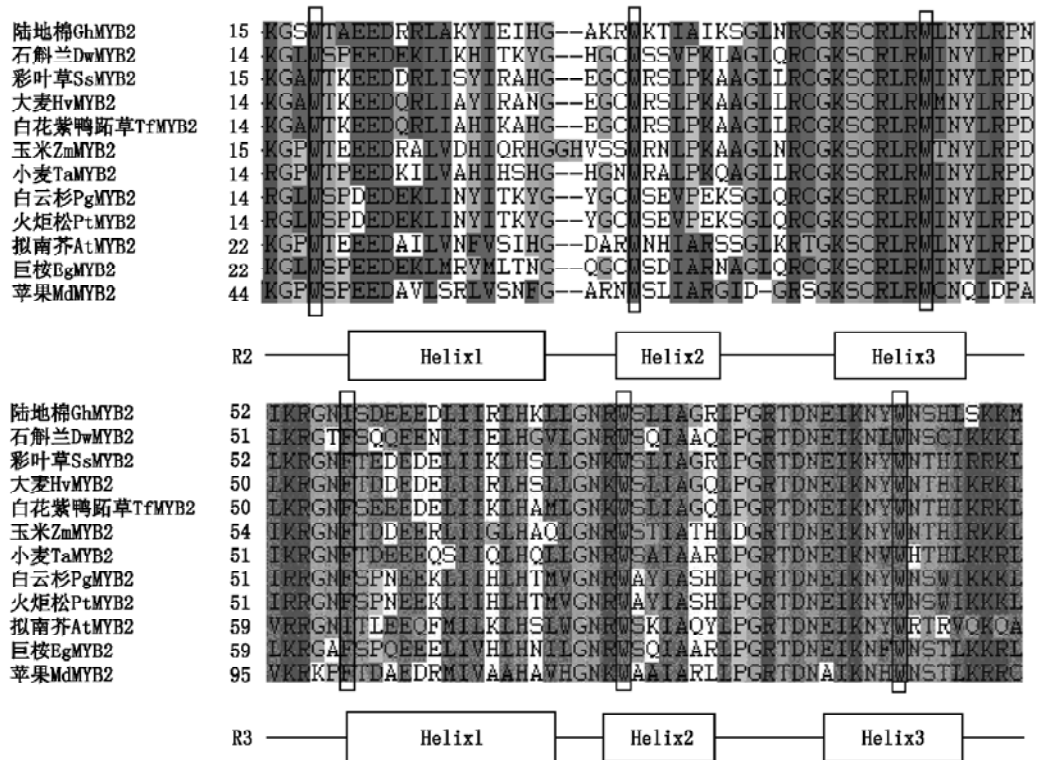 陆地棉GhMYB2 15 KGSWTAEEDRRLAKYIEIHG--AKRWKTIAIKSGLNRCGKSCRLRWLNYLRPN
石斛兰DwMYB2 14 KGLWSPEEDEKLLKHITKYG--HGCWSSVPKLAGLQRCGKSCRLRWLNYLRPD
彩叶草SsMYB2 15 KGAWTKEEDDRLISYIRAHG--EGCWRSLPKAAGLLRCGKSCRLRWLNYLRPD
大麦HvMYB2 14 KGAWTKEEDQRLIAYIRANG--EGCWRSLPKAAGLLRCGKSCRLRWMNYLRPD
白花紫鸭跖草TfMYB2 14 KGAWTKEEDQRLIAHIKAHG--EGCWRSLPKAAGLLRCGKSCRLRWLNYLRPD
玉米ZmMYB2 15 KGPWTEEEDRALVDHIQRHGGHVSSWRNLPKAAGLLRCGKSCRLRWTNYLRPD
小麦TaMYB2 14 RGPWTPEEDKILVAHIHSHG--HGNWRALPKQAGLLRCGKSCRLRWLNYLRPD
白云杉PgMYB2 14 RGLWSPDEDEKLINYITKYG--YGCWSEVPEKSGLQRCGKSCRLRWLNYLRPD
火炬松PtMYB2 14 RGLWSPDEDEKLINYITKYG--YGCWSEVPEKSGLQRCGKSCRLRWLNYLRPD
拟南芥AtMYB2 22 KGPWTEEEDAILVNFVSIHG--DARWNHIARSSGLKRTGKSCRLRWLNYLRPD
巨桉EgMYB2 22 KGLWSPEEDEKLMRYMLTNG--QGCWSDIARNAGLQRCGKSCRLRWLNYLRPD
苹果MdMYB2 44 KGPWSPEEDAVLSRLVSNFG--ARNWSLIARGID-GRSGKSCRLRWCNQLDPA
R2 Helix1 Helix2 Helix3
陆地棉GhMYB2 52 IKRGNISDEEEDLIIRLHKLLGNRWSLIAGRLPGRTDNEIKNYWNSHLSKKM
石斛兰DwMYB2 51 LKRGTFSQQEENLIIELHGVLGNRWSQIAAQLPGRTDNEIKNLWNSCIKKKL
彩叶草SsMYB2 52 LKRGNFTEDEDELIIKLHSLLGNKWSLIAGRLPGRTDNEIKNYWNTHIRRKL
大麦HvMYB2 50 LKRGNFTDDEDELIIRLHSLLGNKWSLIAGQLPGRTDNEIKNYWNTHIKRKL
白花紫鸭跖草TfMYB2 50 LKRGNFSEEEDELIIKLHAMLGNKWSLIAGQLPGRTDNEIKNYWNTHIKRKL
玉米ZmMYB2 54 IKRGNFTDDEERLIIGLHAQLGNRWSTIATHLDGRTDNEIKNYWNTHIKKRL
小麦TaMYB2 51 IKRGNFTDEEEQSIIQLHQLLGNRWSAIAARLPGRTDNEIKNVWHTHLKKRL
白云杉PgMYB2 51 IRRGNFSPNEEKLIIHLHTMVGNRWAYIASHLPGRTDNEIKNYWNSWIKKKL
火炬松PtMYB2 51 IRRGNFSPNEEKLIIHLHTMVGNRWAYIASHLPGRTDNEIKNYWNSWIKKKL
拟南芥AtMYB2 59 VRRGNITLEEQFMILKLHSLWGNRWSKIAQYLPGRTDNEIKNYWRTRVQKQA
巨桉EgMYB2 59 LKRGAFSPQEEELIVHLHNILGNRWSQIAARLPGRTDNEIKNFWNSTLKKRL
苹果MdMYB2 95 VKRKPFTDAEDRMIVAAHAVHGNKWAAIARLLPGRTDNAIKNHWNSTLKRRC
R3 Helix1 Helix2 Helix3